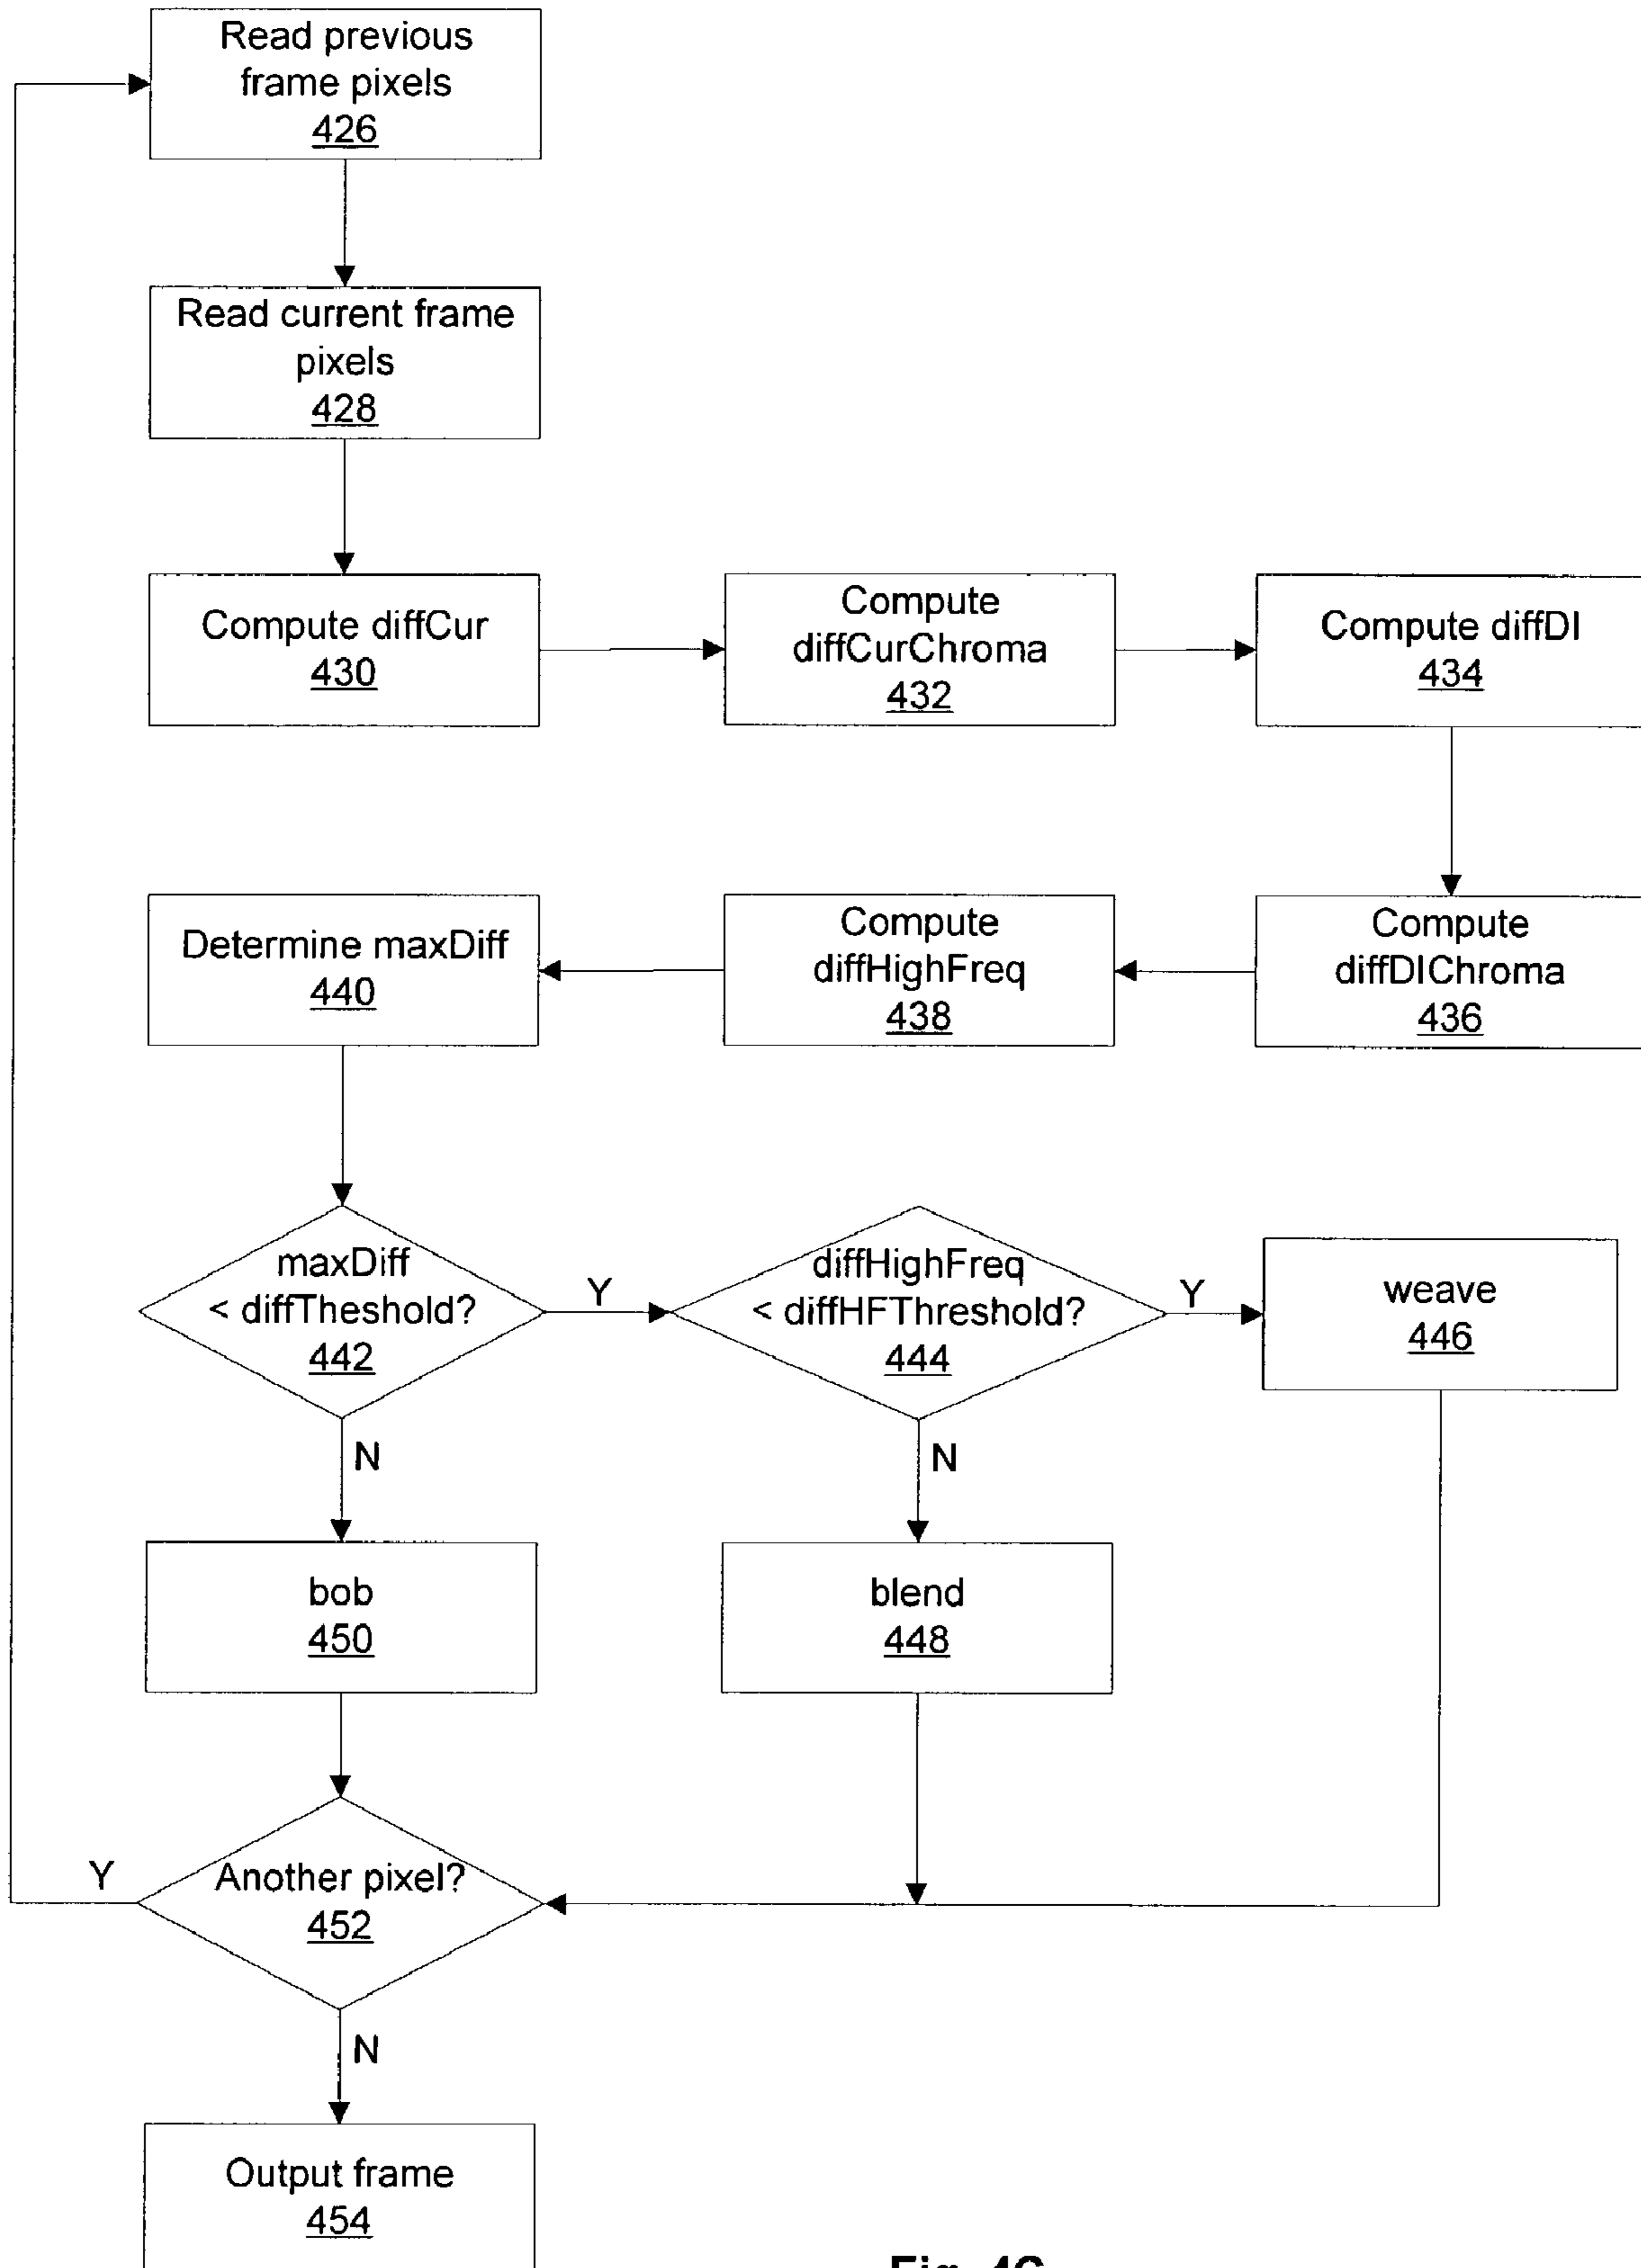 Read previous
frame pixels
426
Read current frame
pixels
428
Compute diffCur
430
Compute
diffCurChroma
432
Compute diffDI
434
Compute
diffDIChroma
436
Compute
diffHighFreq
438
Determine maxDiff
440
maxDiff
< diffTheshold?
442
Y
diffHighFreq
< diffHFThreshold?
444
Y
weave
446
N
N
bob
450
blend
448
Another pixel?
452
Y
N
Output frame
454